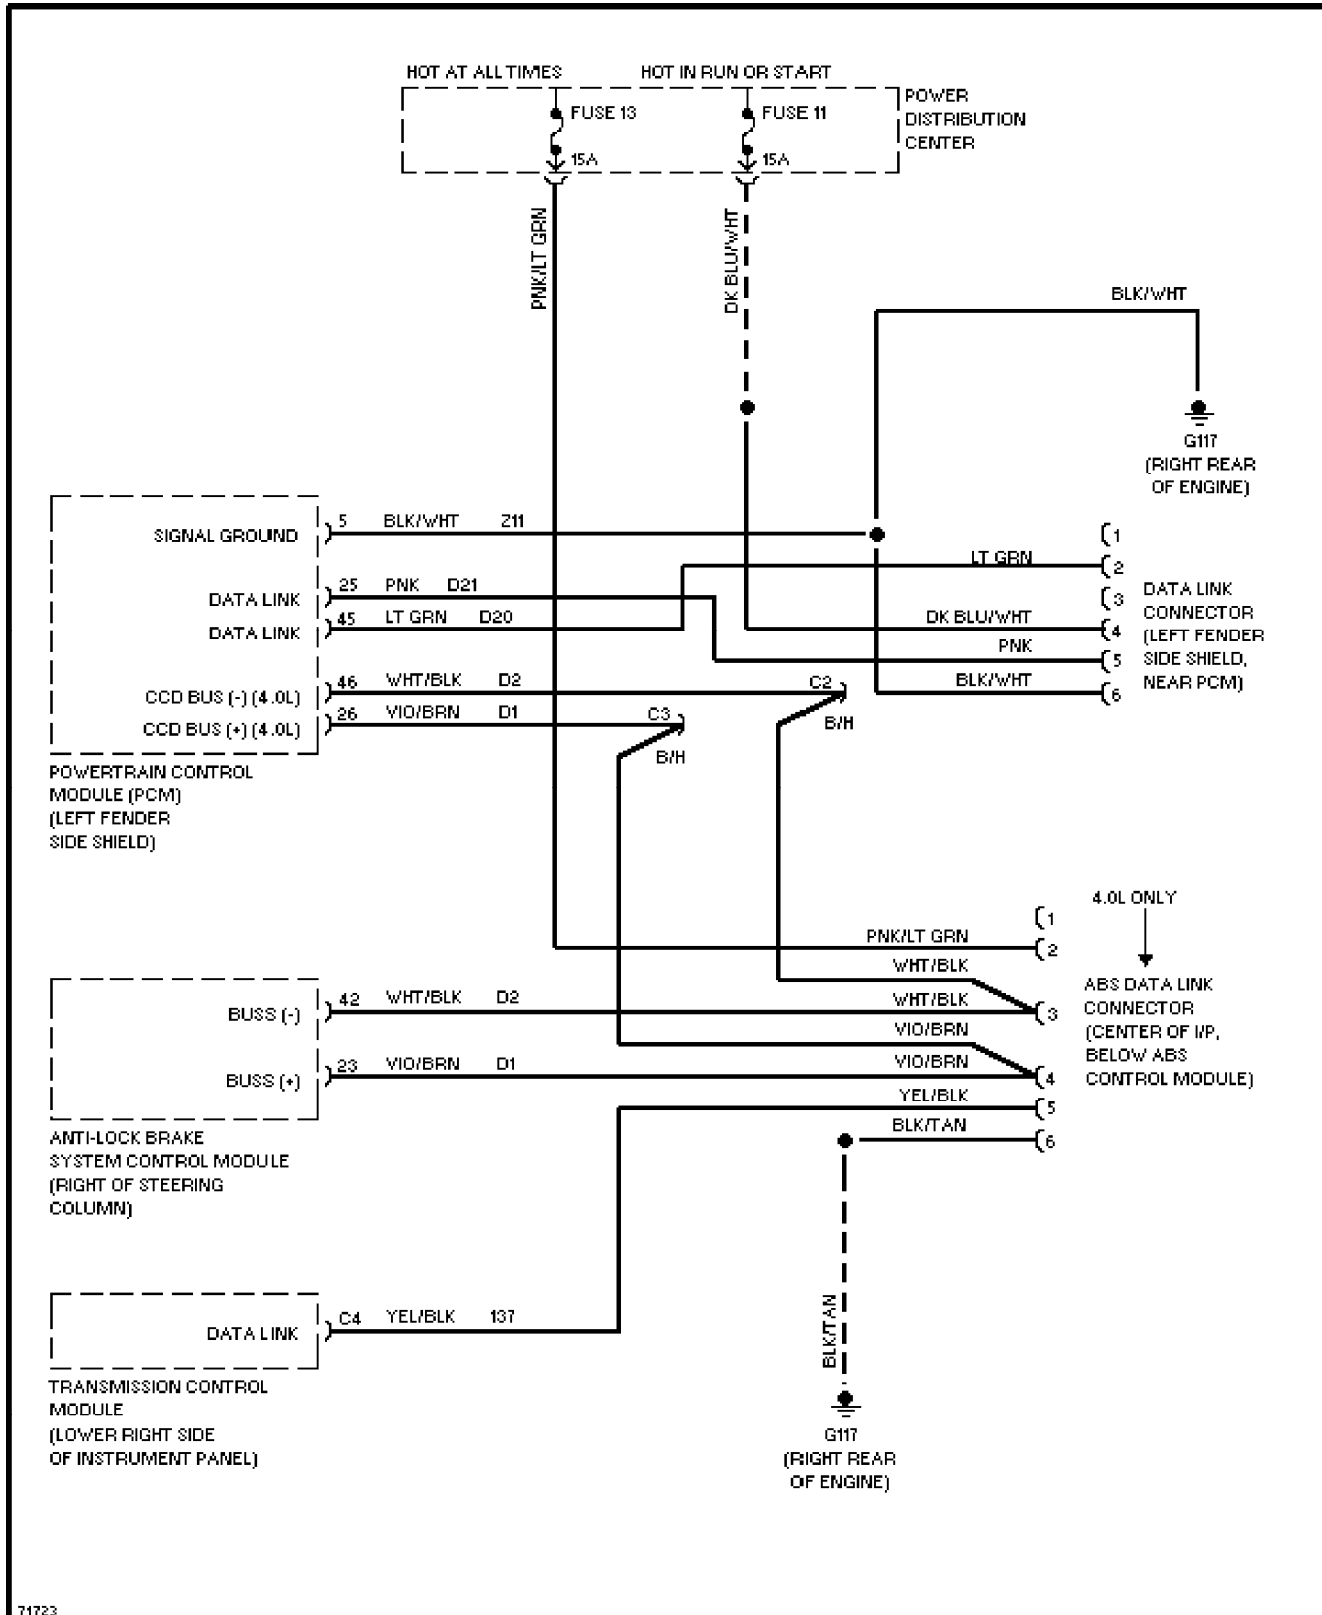 HOT AT ALL TIMES
HOT IN RUN OR START
FUSE 13
FUSE 11
POWER
DISTRIBUTION
CENTER
15A
15A
PNK/LT GRN
DK BLU/WHT
BLK/WHT
G117
(RIGHT REAR
OF ENGINE)
SIGNAL GROUND
5
BLK/WHT
Z11
DATA LINK
25
PNK
D21
DATA LINK
45
LT GRN
D20
CCD BUS (-) (4.0L)
46
WHT/BLK
D2
CCD BUS (+) (4.0L)
26
VIO/BRN
D1
C2
B/H
C3
B/H
POWERTRAIN CONTROL
MODULE (PCM)
(LEFT FENDER
SIDE SHIELD)
1
LT GRN
2
3
DK BLU/WHT
4
PNK
5
BLK/WHT
6
DATA LINK
CONNECTOR
(LEFT FENDER
SIDE SHIELD,
NEAR PCM)
4.0L ONLY
1
PNK/LT GRN
2
WHT/BLK
WHT/BLK
3
VIO/BRN
VIO/BRN
4
YEL/BLK
5
BLK/TAN
6
ABS DATA LINK
CONNECTOR
(CENTER OF I/P,
BELOW ABS
CONTROL MODULE)
BUSS (-)
42
WHT/BLK
D2
BUSS (+)
23
VIO/BRN
D1
ANTI-LOCK BRAKE
SYSTEM CONTROL MODULE
(RIGHT OF STEERING
COLUMN)
DATA LINK
C4
YEL/BLK
137
TRANSMISSION CONTROL
MODULE
(LOWER RIGHT SIDE
OF INSTRUMENT PANEL)
BLK/TAN
G117
(RIGHT REAR
OF ENGINE)
71723